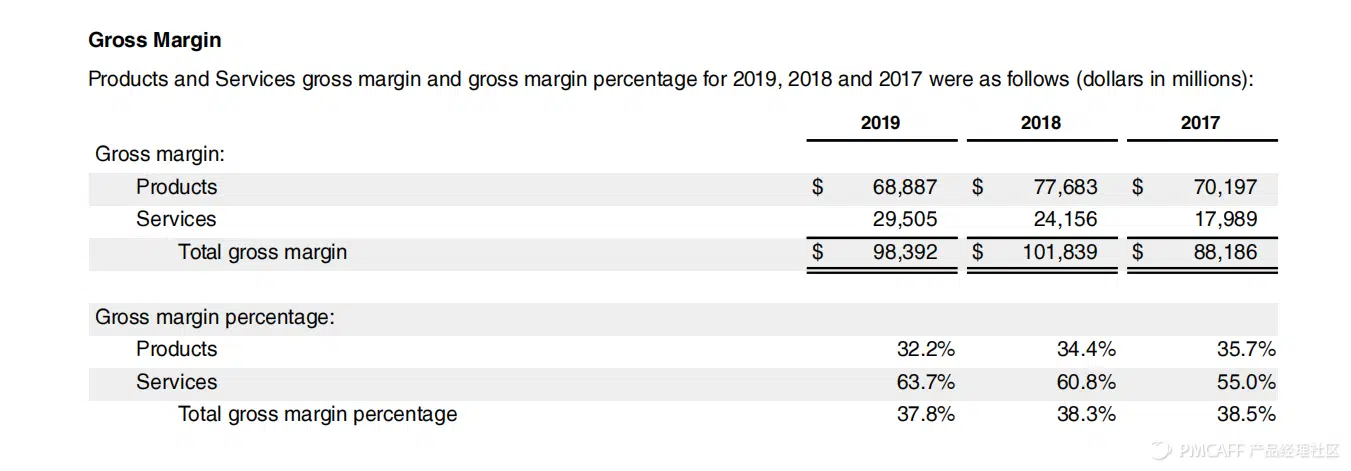 Gross Margin
Products and Services gross margin and gross margin percentage for 2019, 2018 and 2017 were as follows (dollars in millions):
2019 2018 2017
Gross margin:
Products $ 68,887 $ 77,683 $ 70,197
Services 29,505 24,156 17,989
Total gross margin $ 98,392 $ 101,839 $ 88,186
Gross margin percentage:
Products 32.2% 34.4% 35.7%
Services 63.7% 60.8% 55.0%
Total gross margin percentage 37.8% 38.3% 38.5%
PMCAFF 产品经理社区